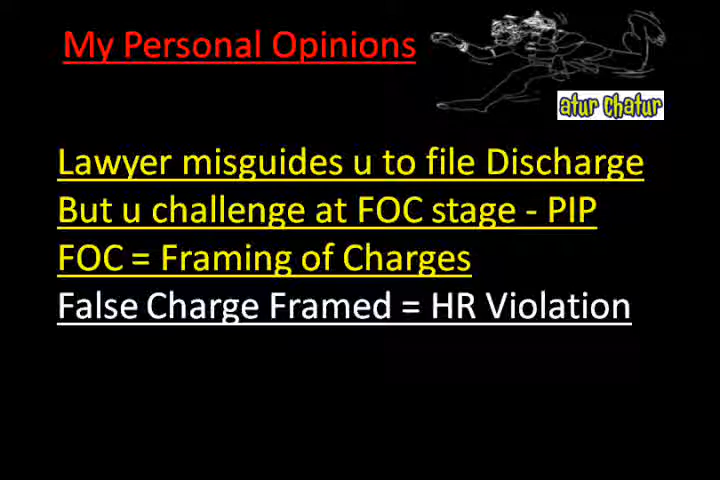 My Personal Opinions
atur chatur
Lawyer misguides u to file Discharge
But u challenge at FOC stage - PIP
FOC = Framing of Charges
False Charge Framed = HR Violation